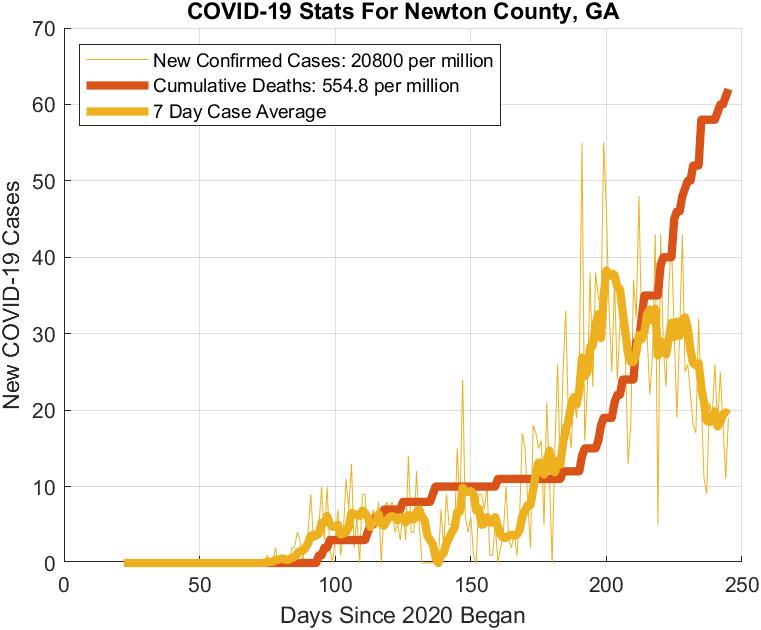 COVID-19 Stats For Newton County, GA
New Confirmed Cases: 20800 per million
Cumulative Deaths: 554.8 per million
7 Day Case Average
New COVID-19 Cases
70
60
50
40
30
20
10
0
0 50 100 150 200 250
Days Since 2020 Began